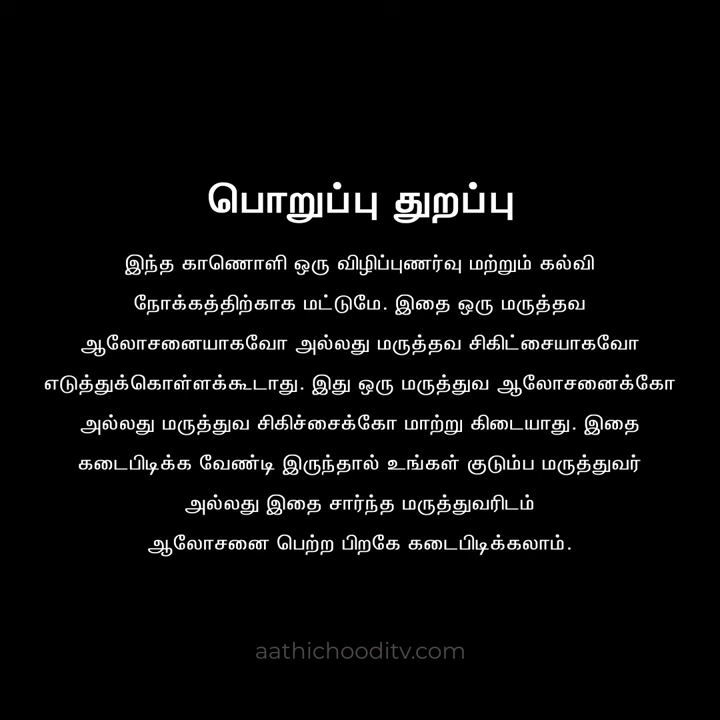 பொறுப்பு துறப்பு
இந்த காணொளி ஒரு விழிப்புணர்வு மற்றும் கல்வி
நோக்கத்திற்காக மட்டுமே. இதை ஒரு மருத்தவ
ஆலோசனையாகவோ அல்லது மருத்தவ சிகிட்சையாகவோ
எடுத்துக்கொள்ளக்கூடாது. இது ஒரு மருத்துவ ஆலோசனைக்கோ
அல்லது மருத்துவ சிகிச்சைக்கோ மாற்று கிடையாது. இதை
கடைபிடிக்க வேண்டி இருந்தால் உங்கள் குடும்ப மருத்துவர்
அல்லது இதை சார்ந்த மருத்துவரிடம்
ஆலோசனை பெற்ற பிறகே கடைபிடிக்கலாம்.
aathichooditv.com